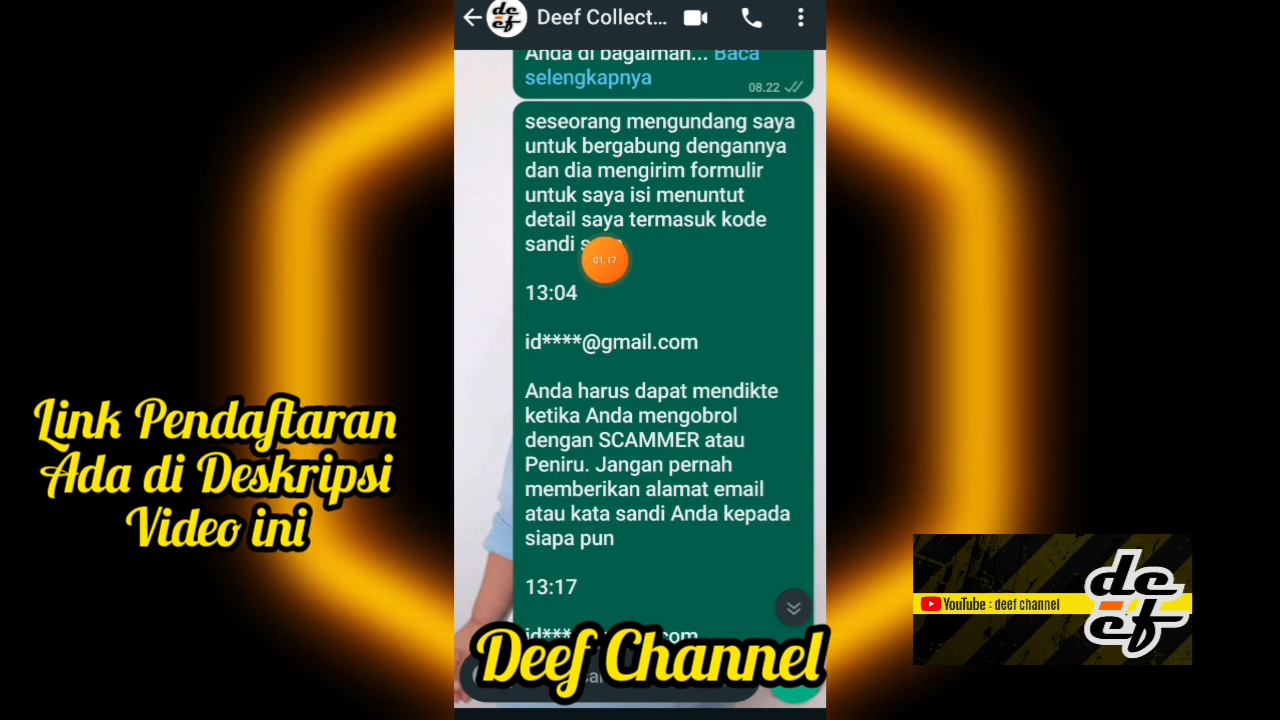 Deef Collect...
Anda di bagaiman... Baca
selengkapnya
08.22
seseorang mengundang saya
untuk bergabung dengannya
dan dia mengirim formulir
untuk saya isi menuntut
detail saya termasuk kode
sandi
01.17
13:04
id****@gmail.com
Anda harus dapat mendikte
ketika Anda mengobrol
dengan SCAMMER atau
Peniru. Jangan pernah
memberikan alamat email
atau kata sandi Anda kepada
siapa pun
13:17
Link Pendaftaran
Ada di Deskripsi
Video ini
Deef Channel
YouTube : deef channel
de
ef